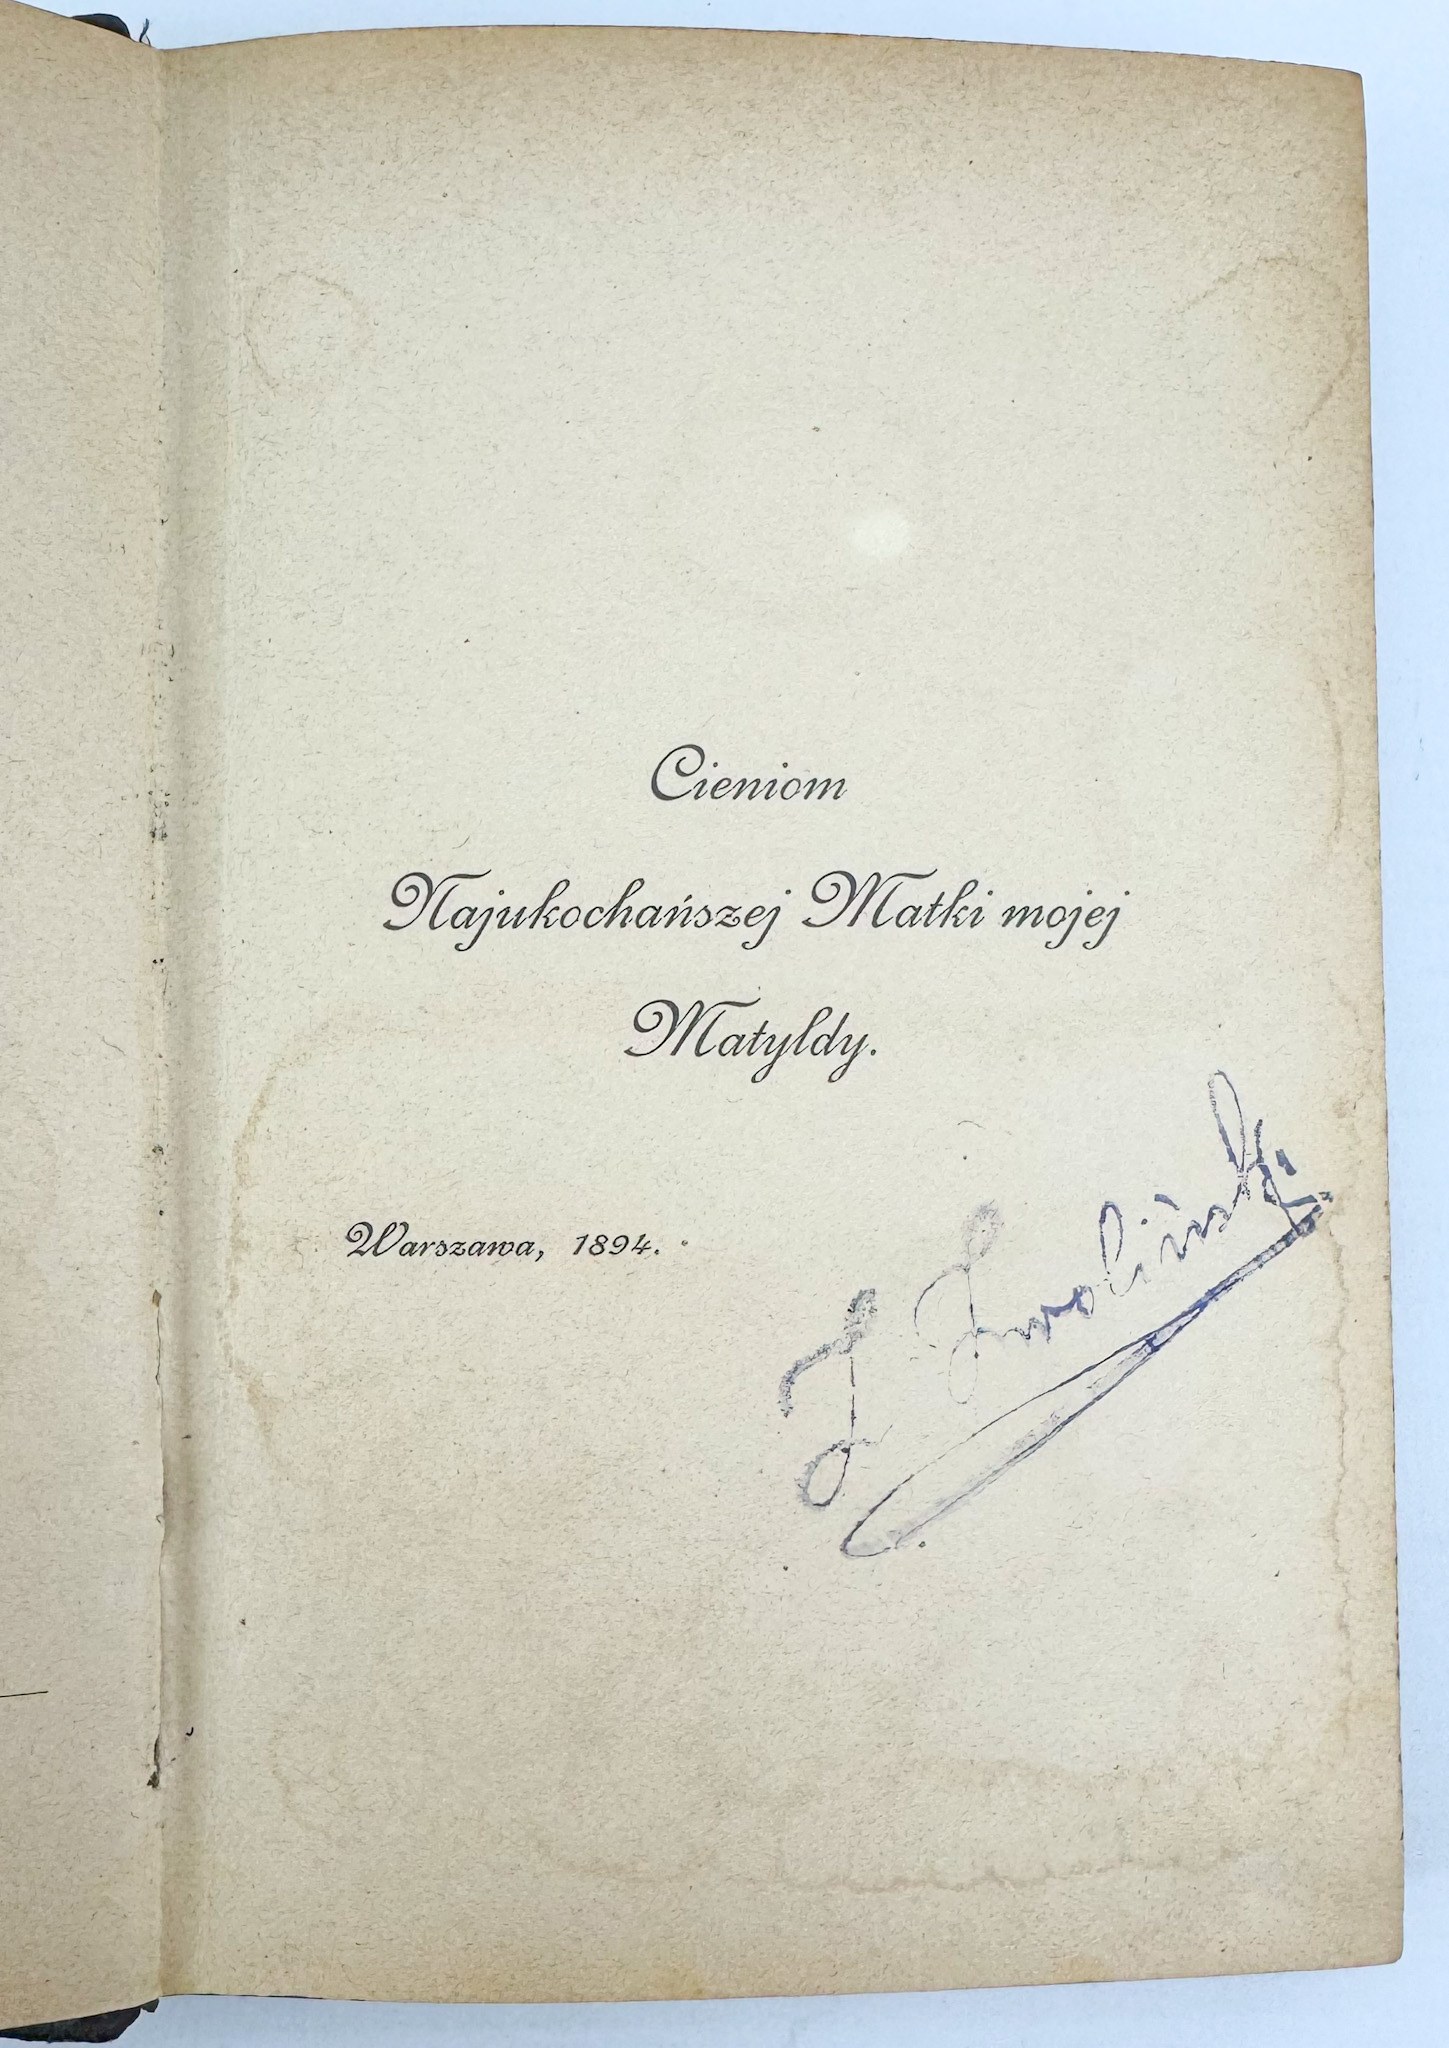 Cieniom
Najukochańszej Matki mojej
Matyldy.
Warszawa, 1894.